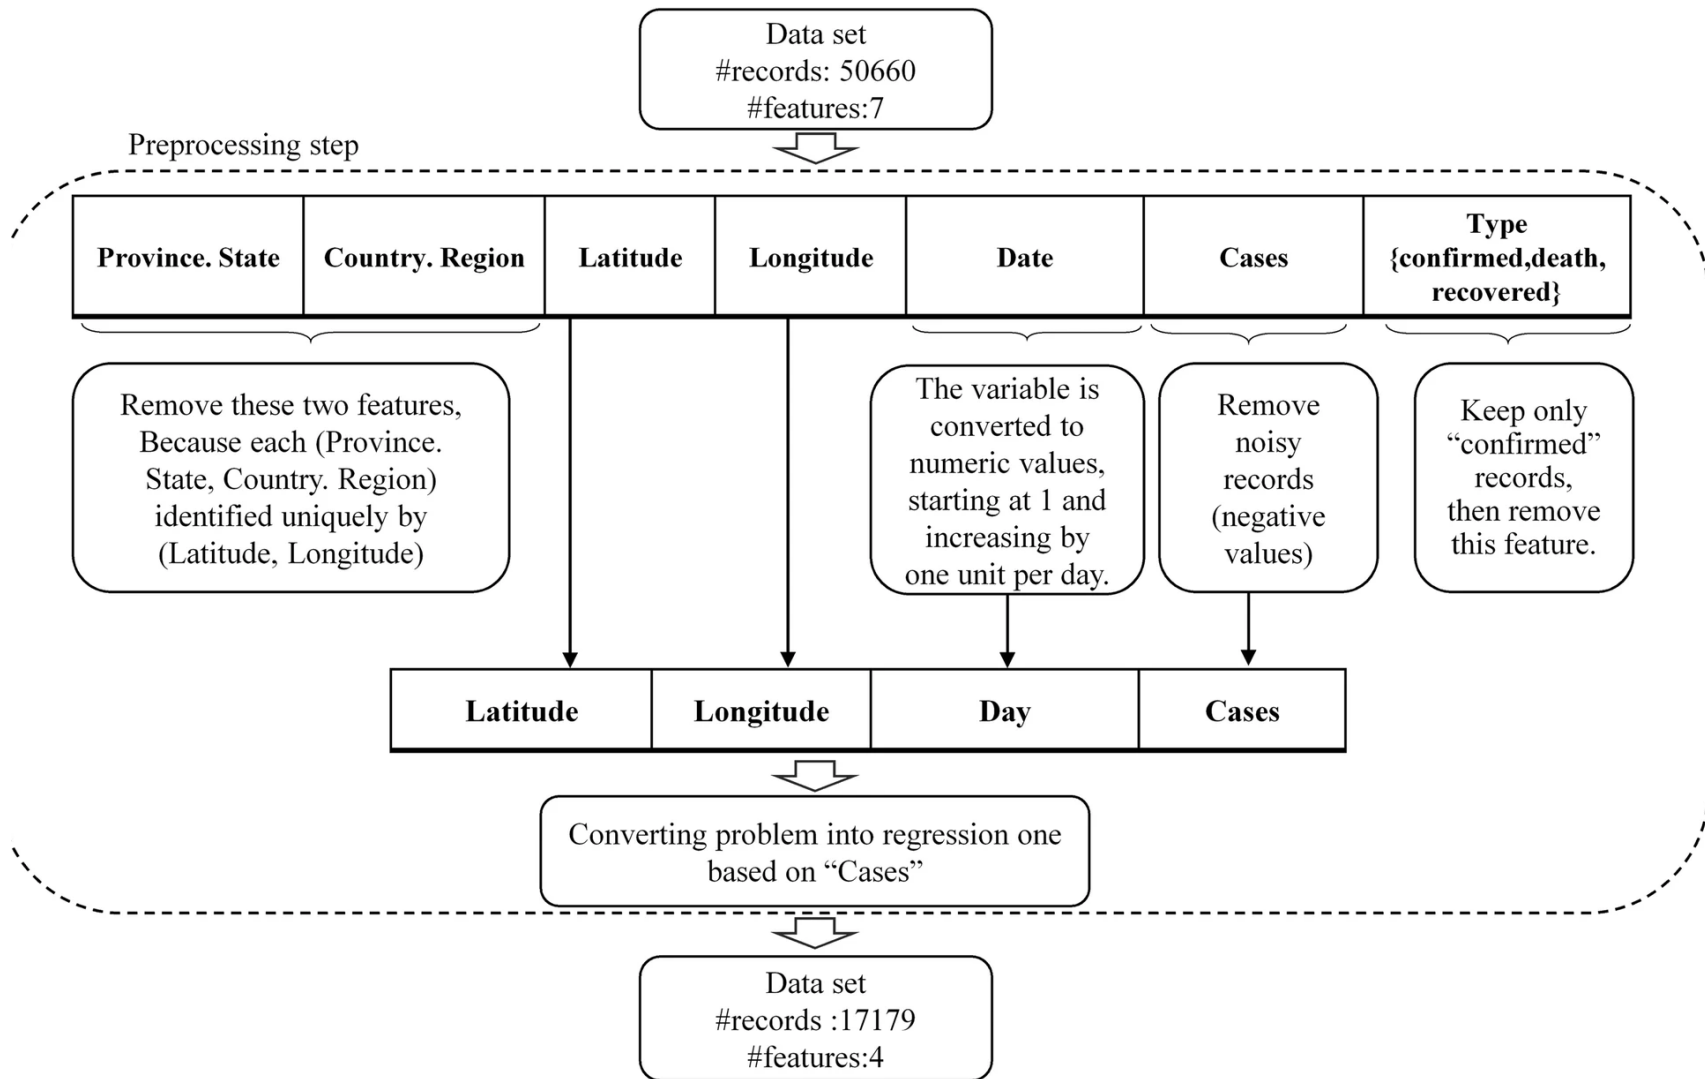 Data set
#records: 50660
#features:7
Preprocessing step
Province. State
Country. Region
Latitude
Longitude
Date
Cases
Type
{confirmed,death,
recovered}
Remove these two features,
Because each (Province.
State, Country. Region)
identified uniquely by
(Latitude, Longitude)
The variable is
converted to
numeric values,
starting at 1 and
increasing by
one unit per day.
Remove
noisy
records
(negative
values)
Keep only
“confirmed”
records,
then remove
this feature.
Latitude
Longitude
Day
Cases
Converting problem into regression one
based on “Cases”
Data set
#records :17179
#features:4